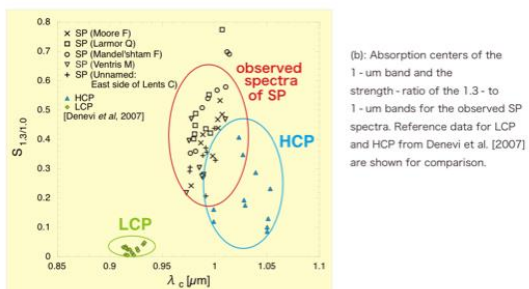 0.8
0.7
0.6
0.5
0.4
0.3
0.2
0.1
0
S1.3/1.0
× SP (Moore F)
□ SP (Larmor Q)
○ SP (Mandel'shtam F)
▽ SP (Ventris M)
+ SP (Unnamed:
East side of Lents C)
▲ HCP
● LCP
[Denevi et al, 2007]
observed
spectra
of SP
HCP
LCP
0.85
0.9
0.95
1
1.05
1.1
λc [μm]
(b): Absorption centers of the
1 - um band and the
strength - ratio of the 1.3 - to
1 - um bands for the observed SP
spectra. Reference data for LCP
and HCP from Denevi et al. [2007]
are shown for comparison.